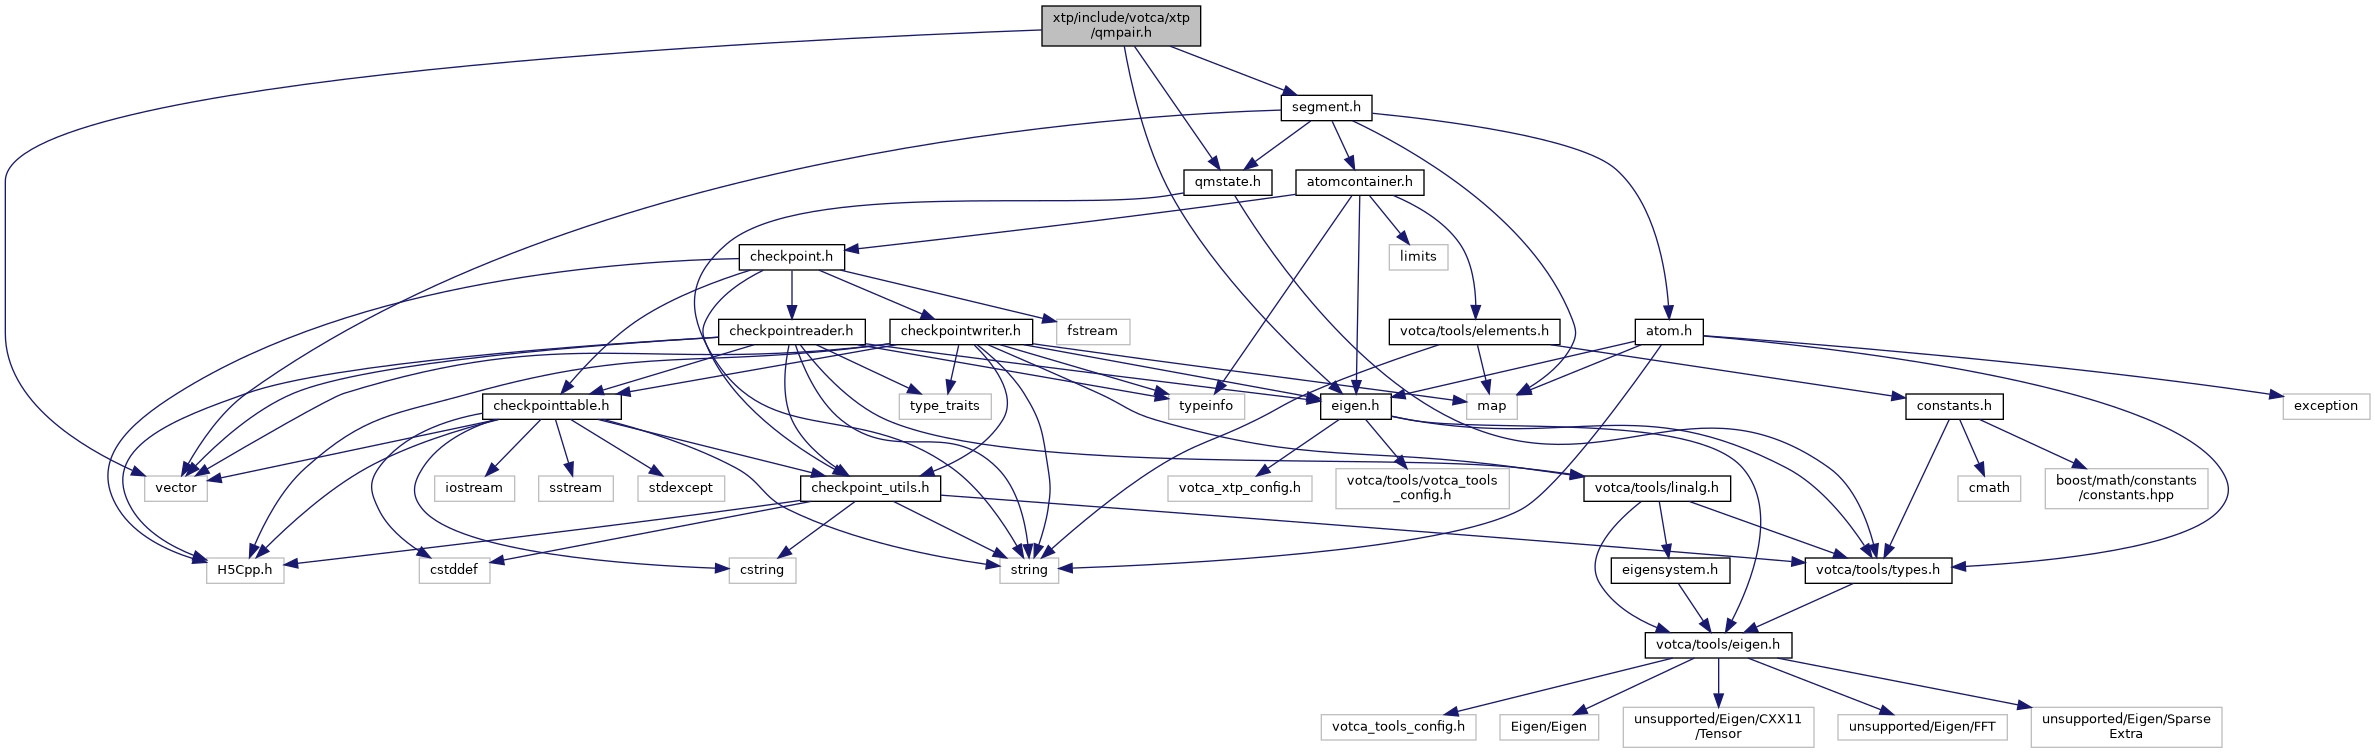 xtp/include/votca/xtp
/qmpair.h
segment.h
qmstate.h
atomcontainer.h
checkpoint.h
limits
checkpointreader.h
checkpointwriter.h
fstream
votca/tools/elements.h
atom.h
checkpointtable.h
type_traits
typeinfo
eigen.h
map
constants.h
exception
vector
iostream
sstream
stdexcept
checkpoint_utils.h
votca_xtp_config.h
votca/tools/votca_tools
_config.h
votca/tools/linalg.h
cmath
boost/math/constants
/constants.hpp
H5Cpp.h
cstddef
cstring
string
eigensystem.h
votca/tools/types.h
votca/tools/eigen.h
votca_tools_config.h
Eigen/Eigen
unsupported/Eigen/CXX11
/Tensor
unsupported/Eigen/FFT
unsupported/Eigen/Sparse
Extra